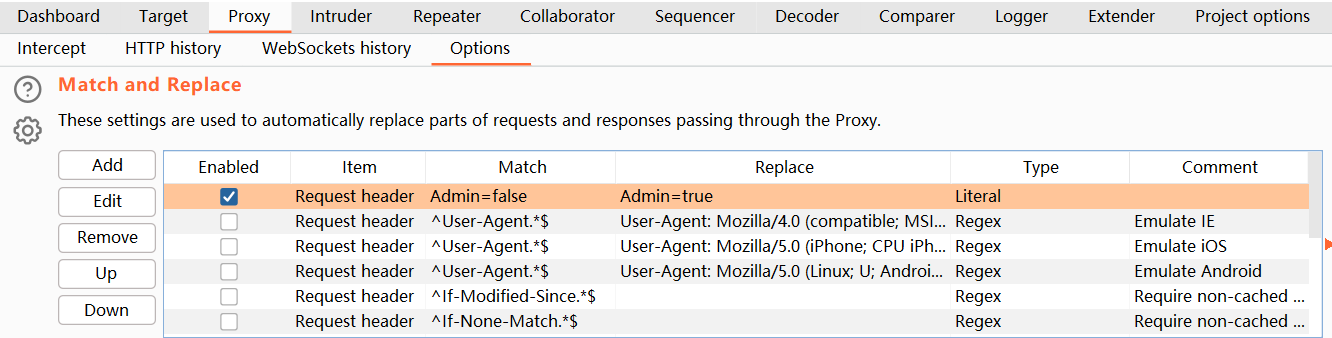 Dashboard Target Proxy Intruder Repeater Collaborator Sequencer Decoder Comparer Logger Extender Project options
Intercept HTTP history WebSockets history Options
Match and Replace
These settings are used to automatically replace parts of requests and responses passing through the Proxy.
Add
Edit
Remove
Up
Down
Enabled Item Match Replace Type Comment
Request header Admin=false Admin=true Literal
Request header ^User-Agent.*$ User-Agent: Mozilla/4.0 (compatible; MSI... Regex Emulate IE
Request header ^User-Agent.*$ User-Agent: Mozilla/5.0 (iPhone; CPU iPh... Regex Emulate iOS
Request header ^User-Agent.*$ User-Agent: Mozilla/5.0 (Linux; U; Androi... Regex Emulate Android
Request header ^If-Modified-Since.*$ Regex Require non-cached ...
Request header ^If-None-Match.*$ Regex Require non-cached ...